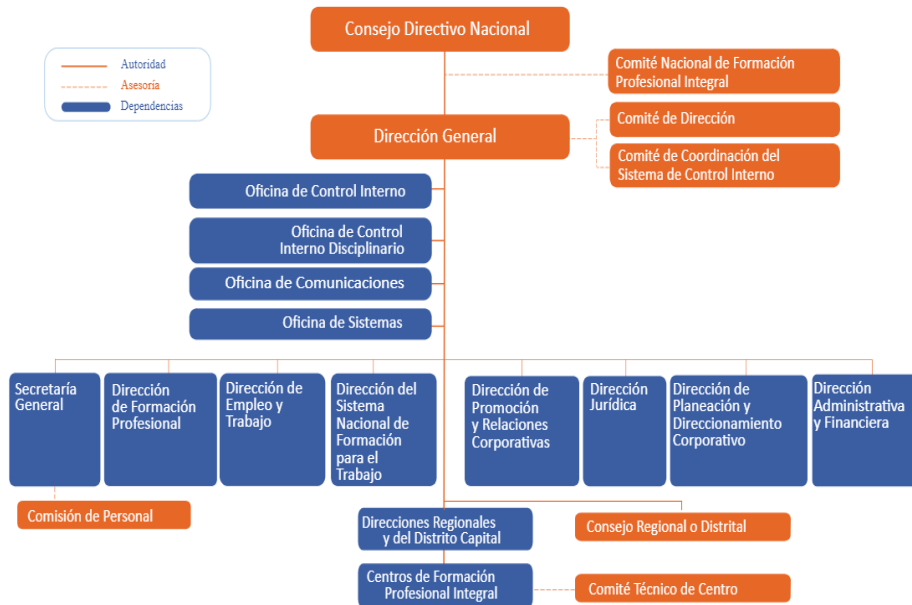 Consejo Directivo Nacional
Autoridad
Asesoría
Dependencias
Comité Nacional de Formación
Profesional Integral
Dirección General
Comité de Dirección
Comité de Coordinación del
Sistema de Control Interno
Oficina de Control Interno
Oficina de Control
Interno Disciplinario
Oficina de Comunicaciones
Oficina de Sistemas
Secretaría
General
Dirección
de Formación
Profesional
Dirección de
Empleo y
Trabajo
Dirección del
Sistema
Nacional de
Formación
para el
Trabajo
Dirección de
Promoción
y Relaciones
Corporativas
Dirección
Jurídica
Dirección de
Planeación y
Direccionamiento
Corporativo
Dirección
Administrativa
y Financiera
Comisión de Personal
Direcciones Regionales
y del Distrito Capital
Consejo Regional o Distrital
Centros de Formación
Profesional Integral
Comité Técnico de Centro